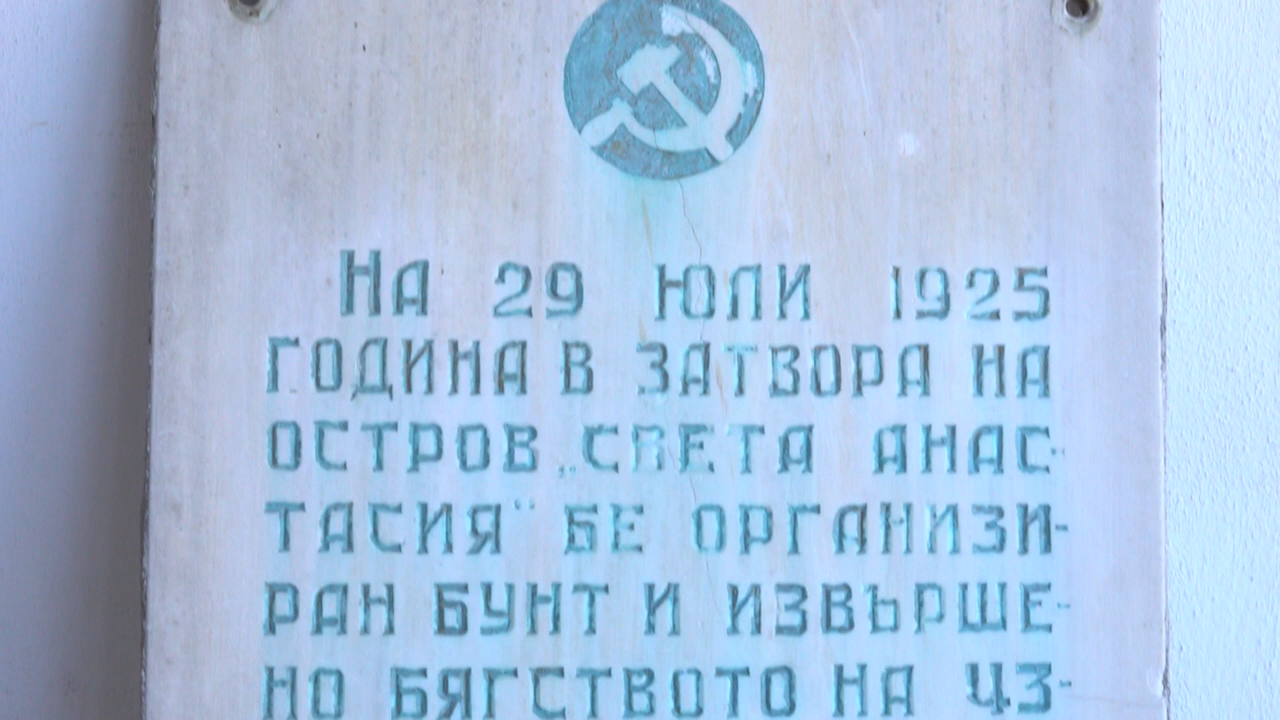 НА 29 ЮЛИ 1925
ГОДИНА В ЗАТВОРА НА
ОСТРОВ „СВЕТА АНАС-
ТАСИЯ“ БЕ ОРГАНИЗИ-
РАН БУНТ И ИЗВЪРШЕ-
НО БЯГСТВОТО НА 43-